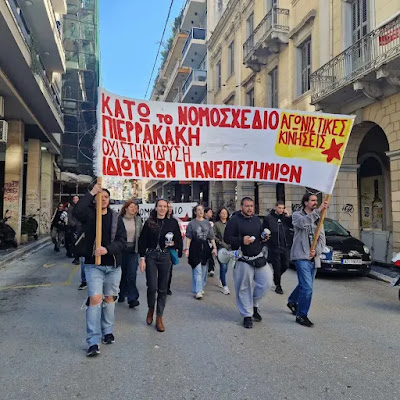 ΚΑΤΩ ΤΟ ΝΟΜΟΣΧΕΔΙΟ
ΠΙΕΡΡΑΚΑΚΗ
ΟΧΙ ΣΤΗΝ ΙΔΡΥΣΗ
ΙΔΙΩΤΙΚΩΝ ΠΑΝΕΠΙΣΤΗΜΙΩΝ
ΑΓΩΝΙΣΤΙΚΕΣ
ΚΙΝΗΣΕΙΣ